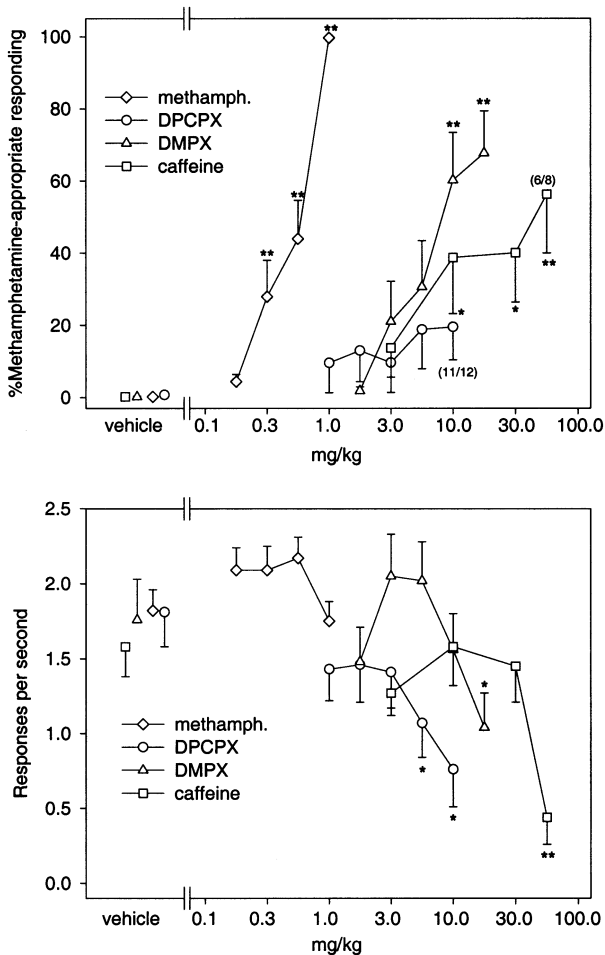 %Methamphetamine-appropriate responding
100
80
60
40
20
0
methamph.
DPCPX
DMPX
caffeine
**
**
**
**
**
(6/8)
**
*
*
(11/12)
vehicle
0.1
0.3
1.0
3.0
10.0
30.0
100.0
mg/kg
Responses per second
2.5
2.0
1.5
1.0
0.5
0.0
methamph.
DPCPX
DMPX
caffeine
*
*
*
**
vehicle
0.1
0.3
1.0
3.0
10.0
30.0
100.0
mg/kg